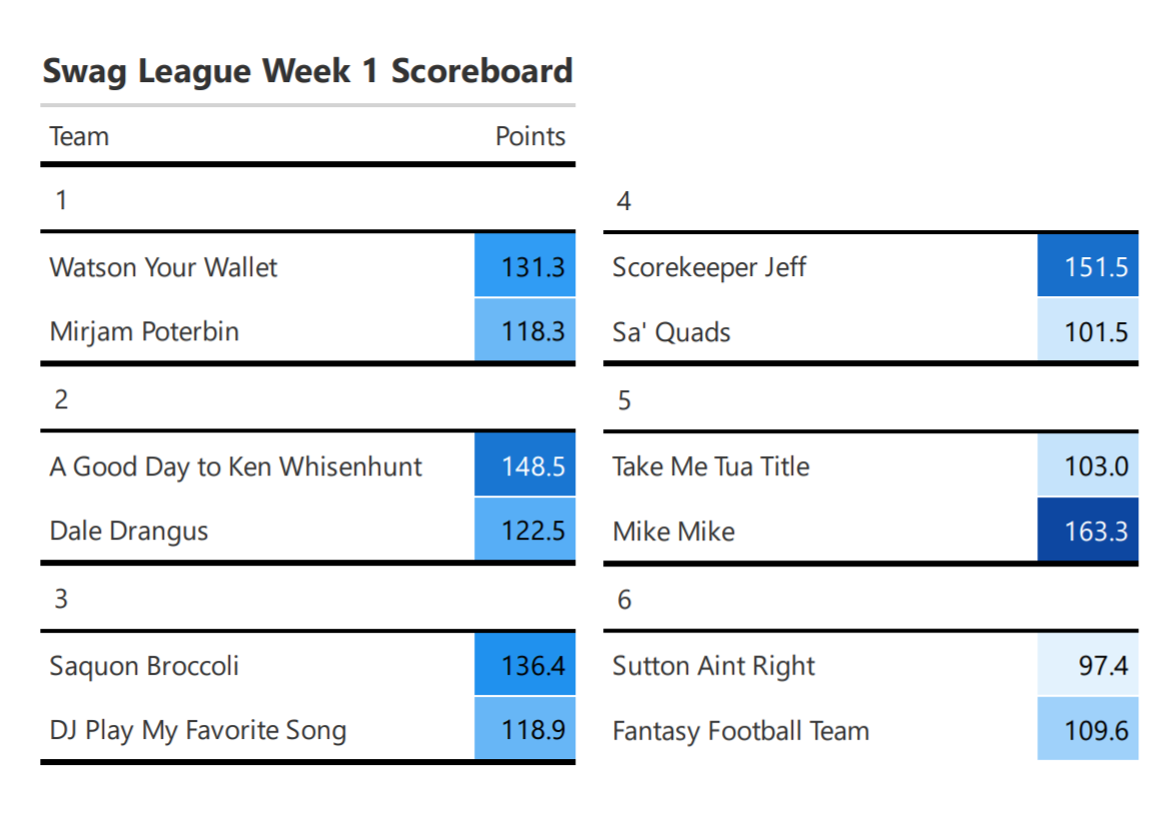 Swag League Week 1 Scoreboard
Team Points
1
Watson Your Wallet 131.3
Mirjam Poterbin 118.3
2
A Good Day to Ken Whisenhunt 148.5
Dale Drangus 122.5
3
Saquon Broccoli 136.4
DJ Play My Favorite Song 118.9
4
Scorekeeper Jeff 151.5
Sa' Quads 101.5
5
Take Me Tua Title 103.0
Mike Mike 163.3
6
Sutton Aint Right 97.4
Fantasy Football Team 109.6